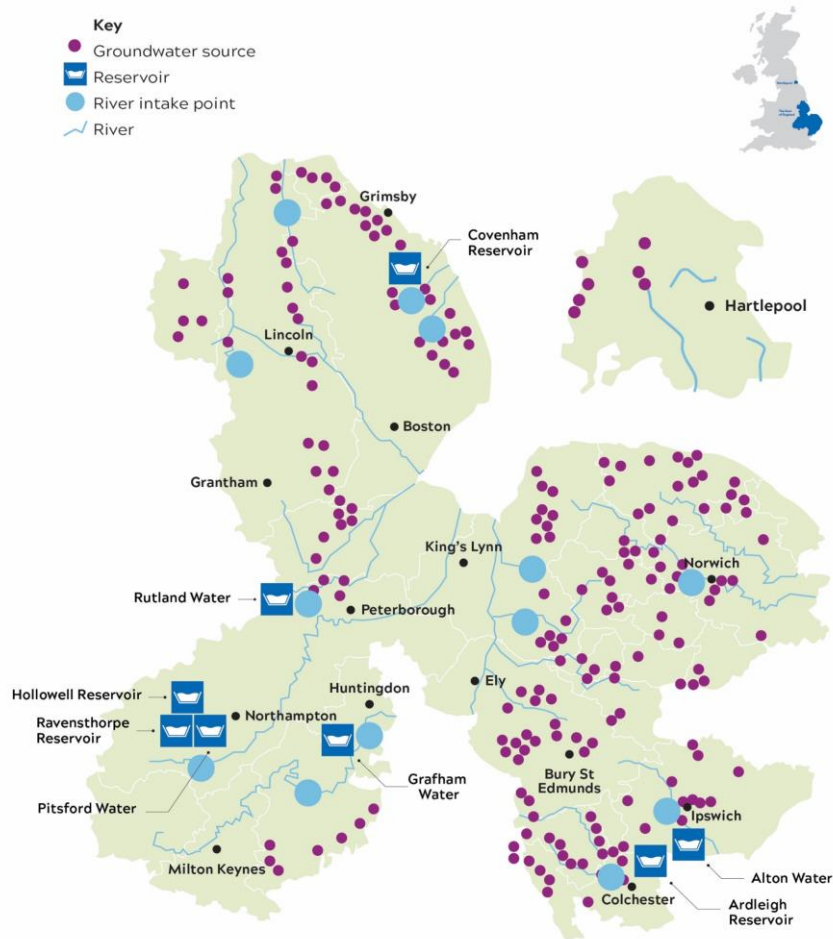 Key
Groundwater source
Reservoir
River intake point
River
Grimsby
Covenham
Reservoir
Hartlepool
Lincoln
Boston
Grantham
King's Lynn
Norwich
Rutland Water
Peterborough
Ely
Hollowell Reservoir
Huntingdon
Ravensthorpe
Reservoir
Northampton
Pitsford Water
Grafham
Water
Bury St
Edmunds
Ipswich
Milton Keynes
Alton Water
Colchester
Ardleigh
Reservoir